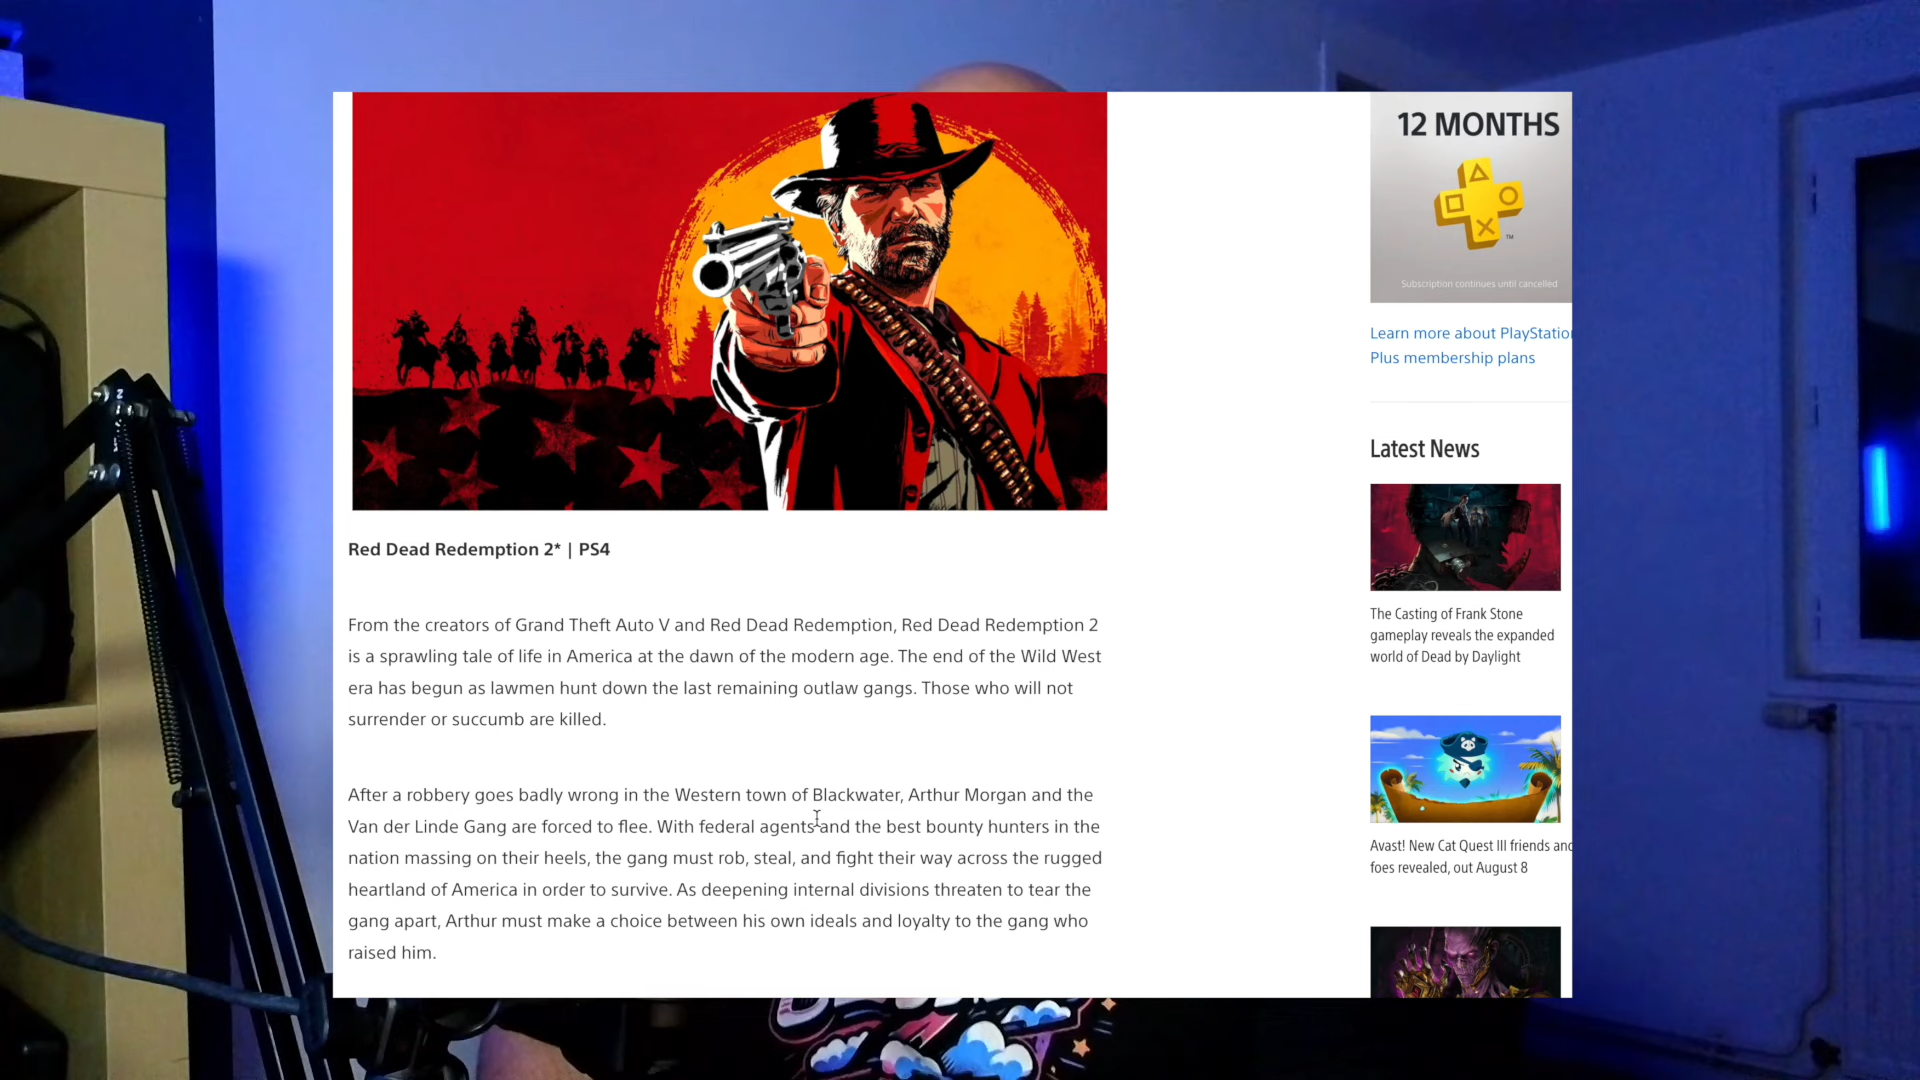 Red Dead Redemption 2* | PS4
From the creators of Grand Theft Auto V and Red Dead Redemption, Red Dead Redemption 2
is a sprawling tale of life in America at the dawn of the modern age. The end of the Wild West
era has begun as lawmen hunt down the last remaining outlaw gangs. Those who will not
surrender or succumb are killed.
After a robbery goes badly wrong in the Western town of Blackwater, Arthur Morgan and the
Van der Linde Gang are forced to flee. With federal agents and the best bounty hunters in the
nation massing on their heels, the gang must rob, steal, and fight their way across the rugged
heartland of America in order to survive. As deepening internal divisions threaten to tear the
gang apart, Arthur must make a choice between his own ideals and loyalty to the gang who
raised him.
12 MONTHS
TM
Subscription continues until cancelled
Learn more about PlayStation
Plus membership plans
Latest News
The Casting of Frank Stone
gameplay reveals the expanded
world of Dead by Daylight
Avast! New Cat Quest III friends and
foes revealed, out August 8